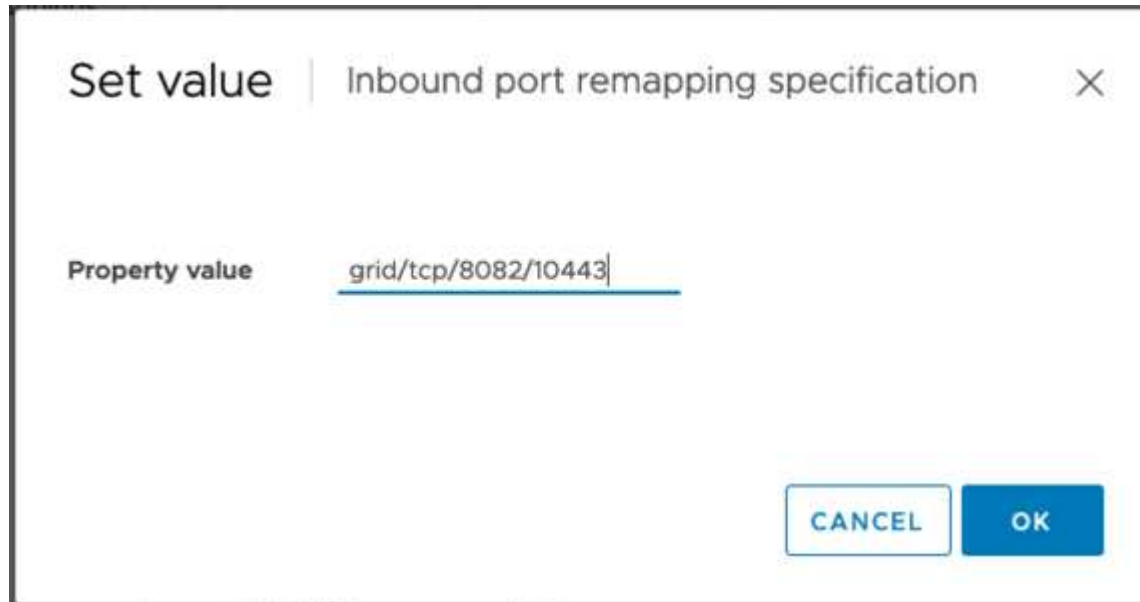 Set value
Inbound port remapping specification
Property value
grid/tcp/8082/10443
CANCEL
OK